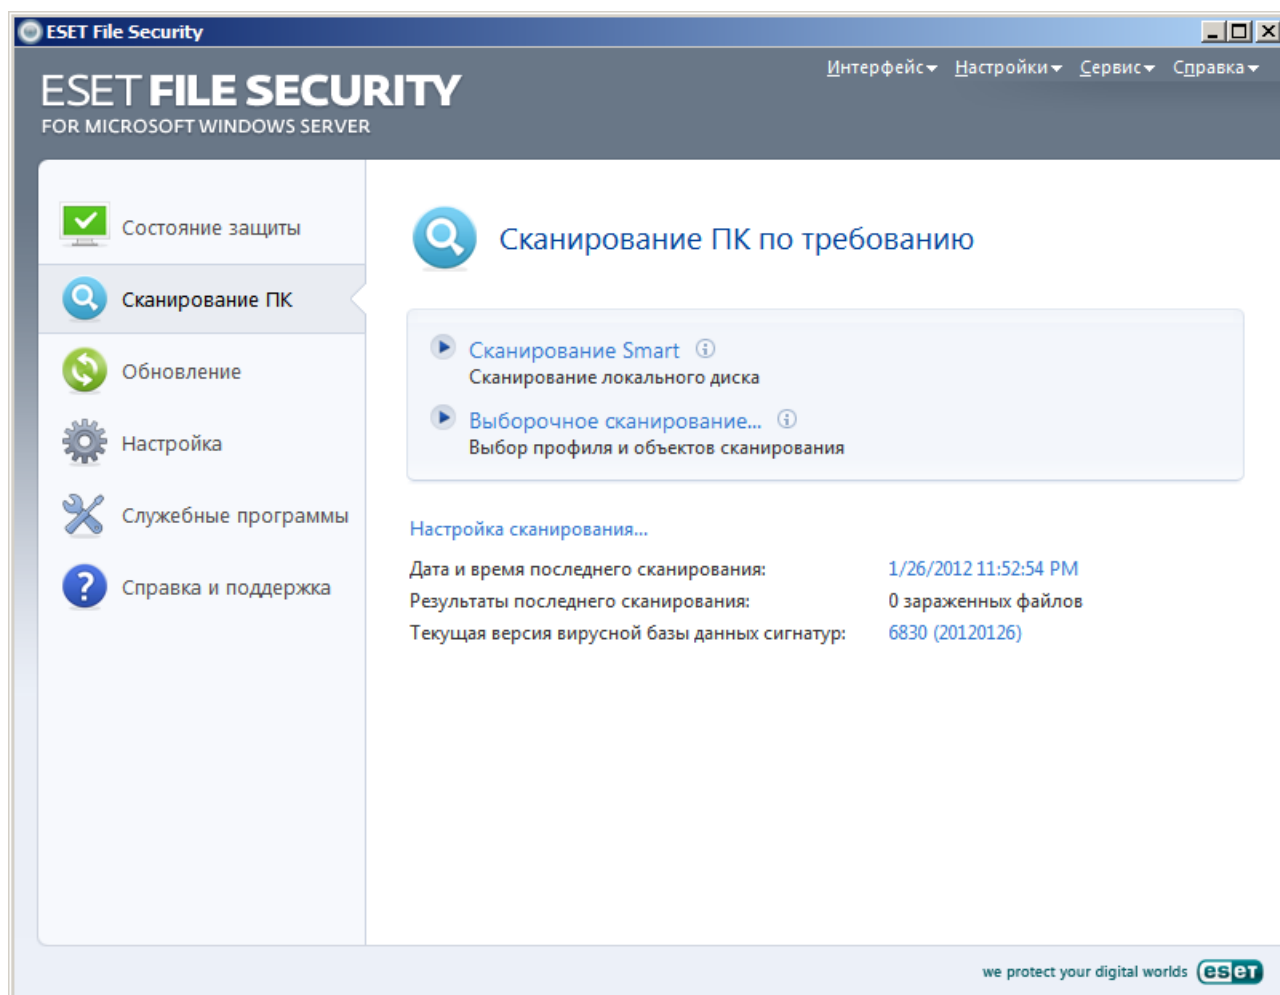 ESET File Security
Интерфейс Настройки Сервис Справка
ESET FILE SECURITY
FOR MICROSOFT WINDOWS SERVER
Состояние защиты
Сканирование ПК
Обновление
Настройка
Служебные программы
Справка и поддержка
Сканирование ПК по требованию
Сканирование Smart
Сканирование локального диска
Выборочное сканирование...
Выбор профиля и объектов сканирования
Настройка сканирования...
Дата и время последнего сканирования: 1/26/2012 11:52:54 PM
Результаты последнего сканирования: 0 зараженных файлов
Текущая версия вирусной базы данных сигнатур: 6830 (20120126)
we protect your digital worlds eset